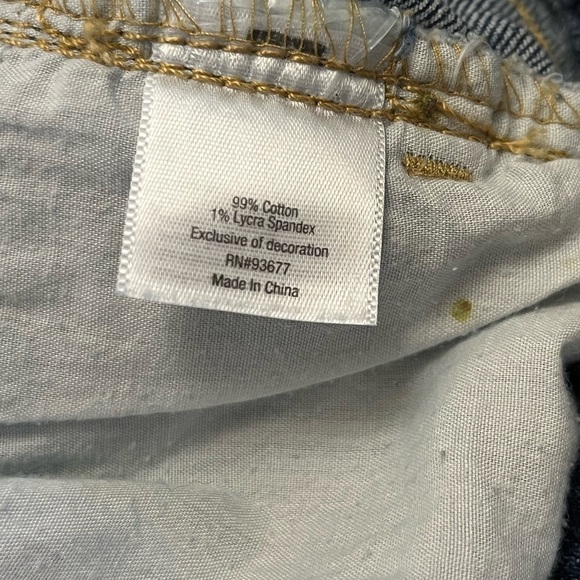 99% Cotton
1% Lycra Spandex
Exclusive of decoration
RN#93677
Made In China